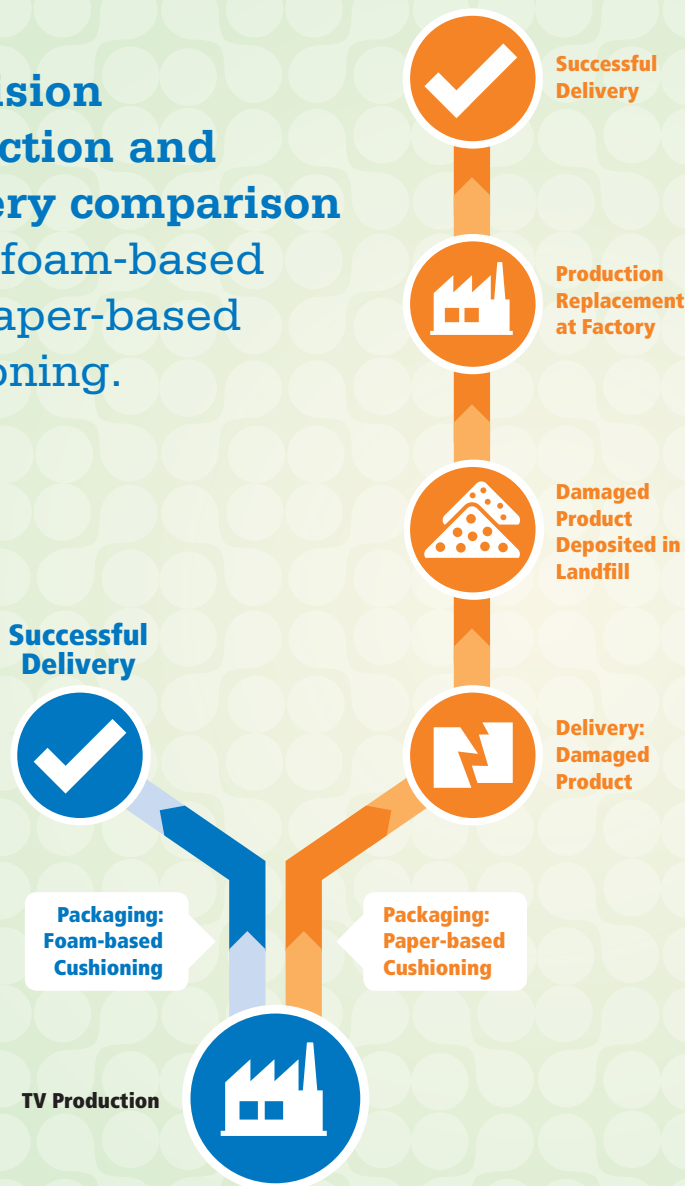 ction and
ery comparison
foam-based
aper-based
oning.
Successful
Delivery
Production
Replacement
at Factory
Damaged
Product
Deposited in
Landfill
Delivery:
Damaged
Product
Successful
Delivery
Packaging:
Foam-based
Cushioning
Packaging:
Paper-based
Cushioning
TV Production